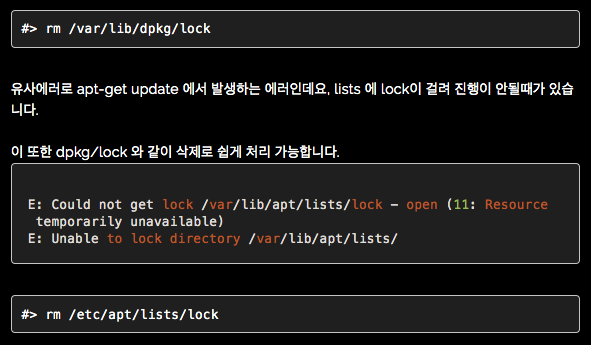 #> rm /var/lib/dpkg/lock
유사에러로 apt-get update 에서 발생하는 에러인데요, lists 에 lock이 걸려 진행이 안될때가 있습
니다.
이 또한 dpkg/lock 와 같이 삭제로 쉽게 처리 가능합니다.
E: Could not get lock /var/lib/apt/lists/lock – open (11: Resource
temporarily unavailable)
E: Unable to lock directory /var/lib/apt/lists/
#> rm /etc/apt/lists/lock